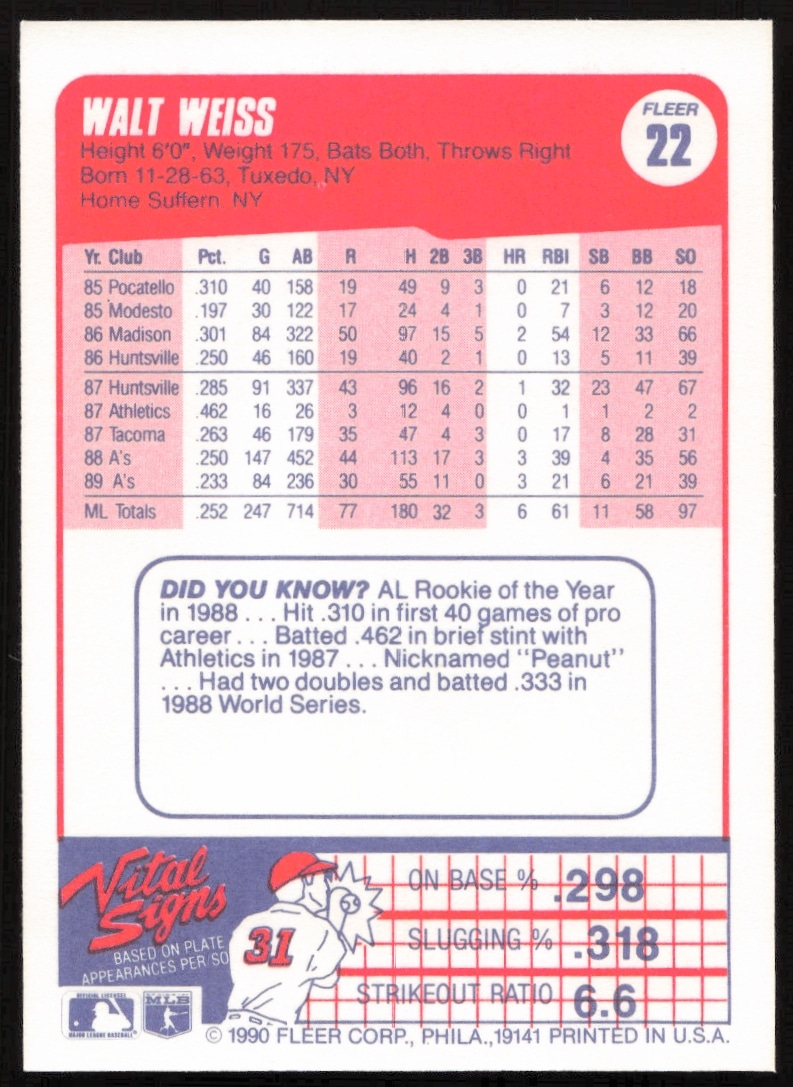 WALT WEISS
FLEER
22
Height 6'0", Weight 175, Bats Both, Throws Right
Born 11-28-63, Tuxedo, NY
Home Suffern, NY
Yr. Club Pct. G AB R H 2B 3B HR RBI SB BB SO
85 Pocatello .310 40 158 19 49 9 3 0 21 6 12 18
85 Modesto .197 30 122 17 24 4 1 0 7 3 12 20
86 Madison .301 84 322 50 97 15 5 2 54 12 33 66
86 Huntsville .250 46 160 19 40 2 1 0 13 5 11 39
87 Huntsville .285 91 337 43 96 16 2 1 32 23 47 67
87 Athletics .462 16 26 3 12 4 0 0 1 1 2 2
87 Tacoma .263 46 179 35 47 4 3 0 17 8 28 31
88 A's .250 147 452 44 113 17 3 3 39 4 35 56
89 A's .233 84 236 30 55 11 0 3 21 6 21 39
ML Totals .252 247 714 77 180 32 3 6 61 11 58 97
DID YOU KNOW? AL Rookie of the Year
in 1988 . . . Hit .310 in first 40 games of pro
career . . . Batted .462 in brief stint with
Athletics in 1987 . . . Nicknamed "Peanut"
. . . Had two doubles and batted .333 in
1988 World Series.
Vital
Signs
BASED ON PLATE
APPEARANCES PER/SO
31
ON BASE % .298
SLUGGING % .318
STRIKEOUT RATIO 6.6
OFFICIAL LICENSEE
MAJOR LEAGUE BASEBALL
© 1990 FLEER CORP., PHILA.,19141 PRINTED IN U.S.A.